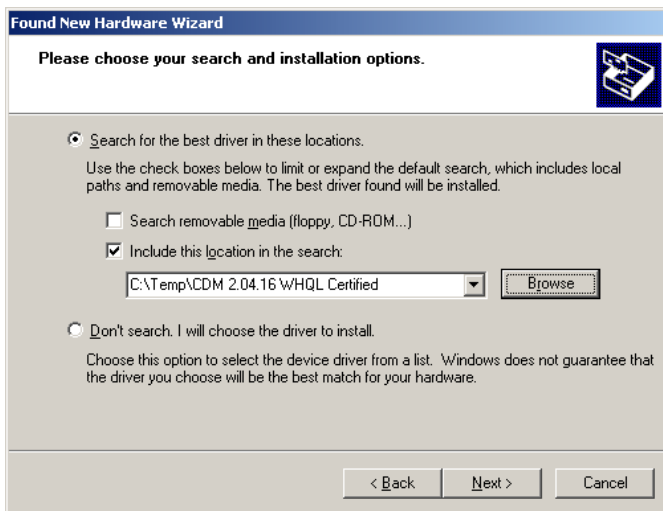 Found New Hardware Wizard
Please choose your search and installation options.
Search for the best driver in these locations.
Use the check boxes below to limit or expand the default search, which includes local
paths and removable media. The best driver found will be installed.
Search removable media (floppy, CD-ROM...)
Include this location in the search:
C:\Temp\CDM 2.04.16 WHQL Certified
Browse
Don't search. I will choose the driver to install.
Choose this option to select the device driver from a list. Windows does not guarantee that
the driver you choose will be the best match for your hardware.
< Back
Next >
Cancel